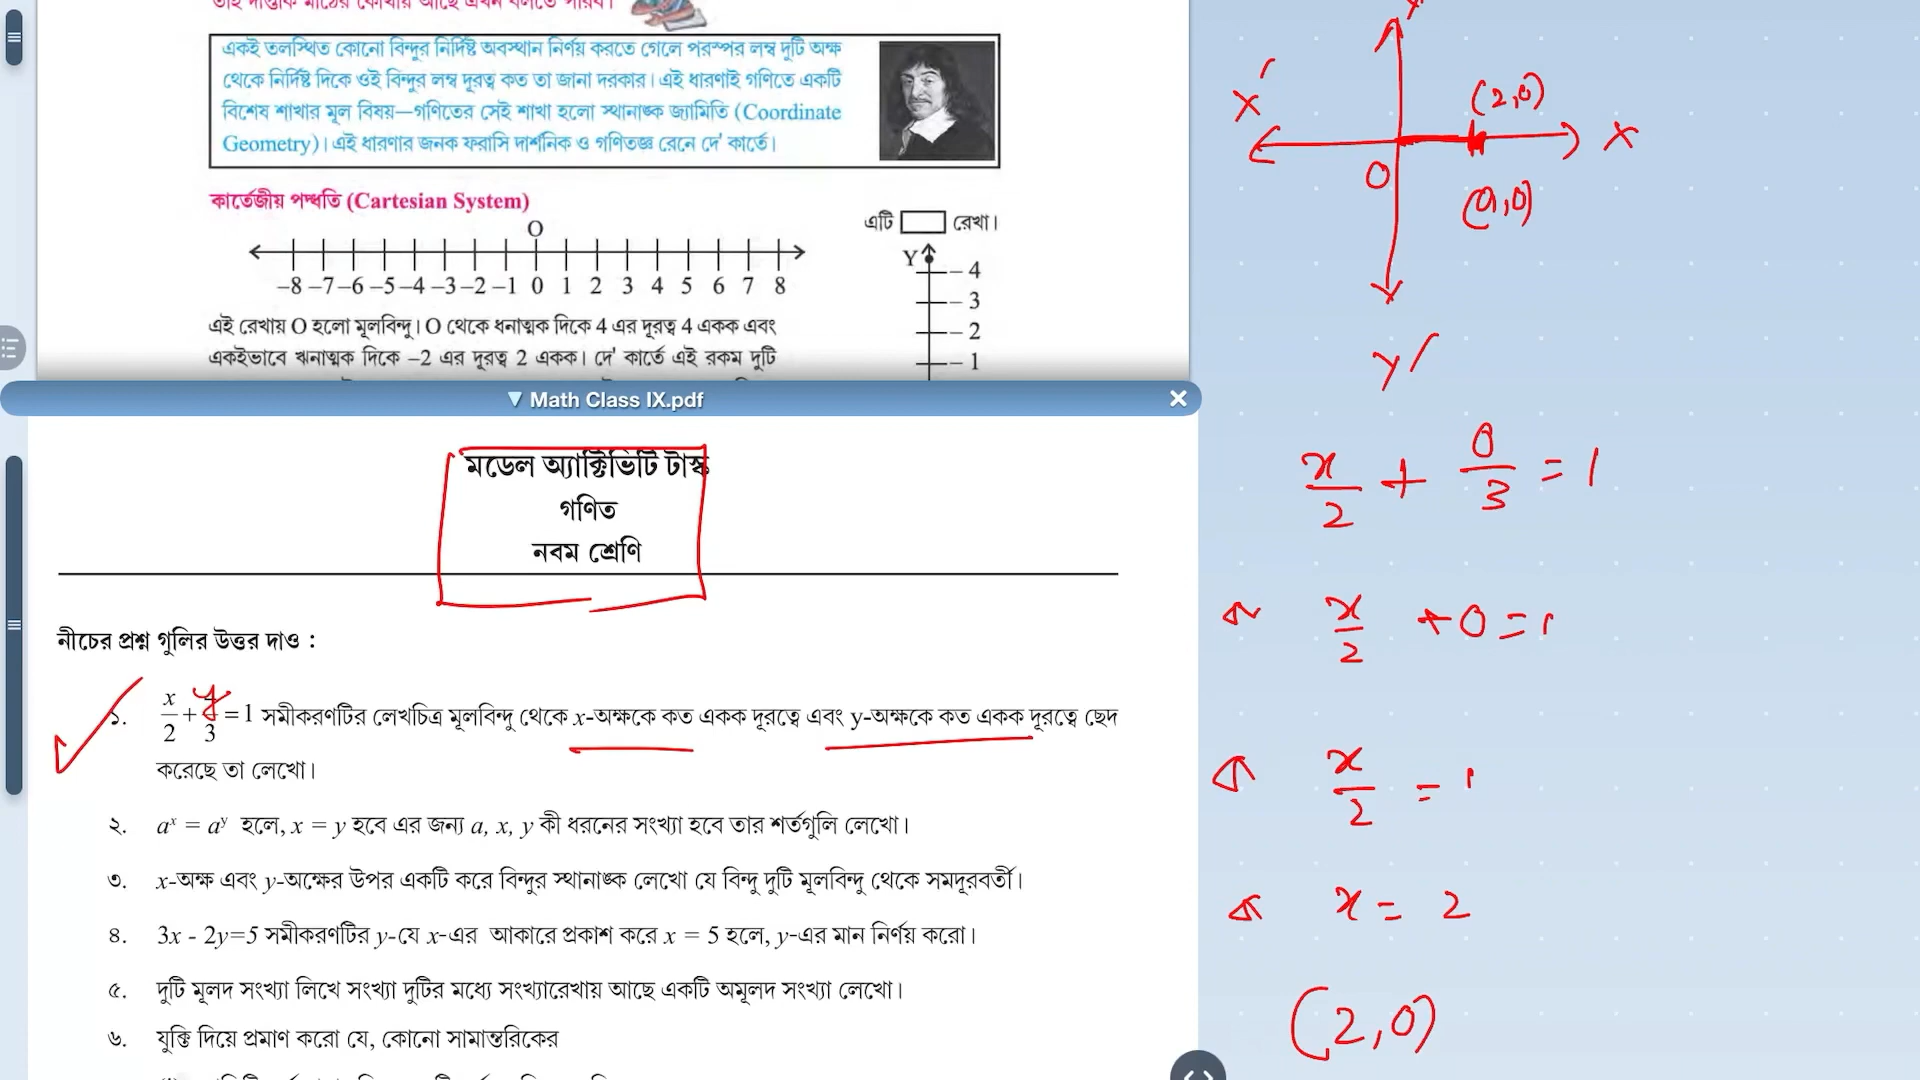 একই তলস্থিত কোনো বিন্দুর নির্দিষ্ট অবস্থান নির্ণয় করতে গেলে পরস্পর লম্ব দুটি অক্ষ
থেকে নির্দিষ্ট দিকে ওই বিন্দুর লম্ব দূরত্ব কত তা জানা দরকার। এই ধারণাই গণিতে একটি
বিশেষ শাখার মূল বিষয়—গণিতের সেই শাখা হলো স্থানাঙ্ক জ্যামিতি (Coordinate
Geometry)। এই ধারণার জনক ফরাসি দার্শনিক ও গণিতজ্ঞ রেনে দে' কার্তে।
কার্তেজীয় পদ্ধতি (Cartesian System)
O
–8 –7 –6 –5 –4 –3 –2 –1 0 1 2 3 4 5 6 7 8
এটি রেখা।
Y
4
3
2
1
এই রেখায় O হলো মূলবিন্দু। O থেকে ধনাত্মক দিকে 4 এর দূরত্ব 4 একক এবং
একইভাবে ঋনাত্মক দিকে –2 এর দূরত্ব 2 একক। দে' কার্তে এই রকম দুটি
▼ Math Class IX.pdf
মডেল অ্যাক্টিভিটি টাস্ক
গণিত
নবম শ্রেণি
নীচের প্রশ্ন গুলির উত্তর দাও :
১. x/2 + y/3 = 1 সমীকরণটির লেখচিত্র মূলবিন্দু থেকে x-অক্ষকে কত একক দূরত্বে এবং y-অক্ষকে কত একক দূরত্বে ছেদ
করেছে তা লেখো।
২. aˣ = aʸ হলে, x = y হবে এর জন্য a, x, y কী ধরনের সংখ্যা হবে তার শর্তগুলি লেখো।
৩. x-অক্ষ এবং y-অক্ষের উপর একটি করে বিন্দুর স্থানাঙ্ক লেখো যে বিন্দু দুটি মূলবিন্দু থেকে সমদূরবর্তী।
৪. 3x - 2y=5 সমীকরণটির y-যে x-এর আকারে প্রকাশ করে x = 5 হলে, y-এর মান নির্ণয় করো।
৫. দুটি মূলদ সংখ্যা লিখে সংখ্যা দুটির মধ্যে সংখ্যারেখায় আছে একটি অমূলদ সংখ্যা লেখো।
৬. যুক্তি দিয়ে প্রমাণ করো যে, কোনো সামান্তরিকের
X'
(2,0)
X
O
(a,0)
y'
x/2 + 0/3 = 1
বা x/2 + 0 = 1
বা x/2 = 1
বা x = 2
(2,0)